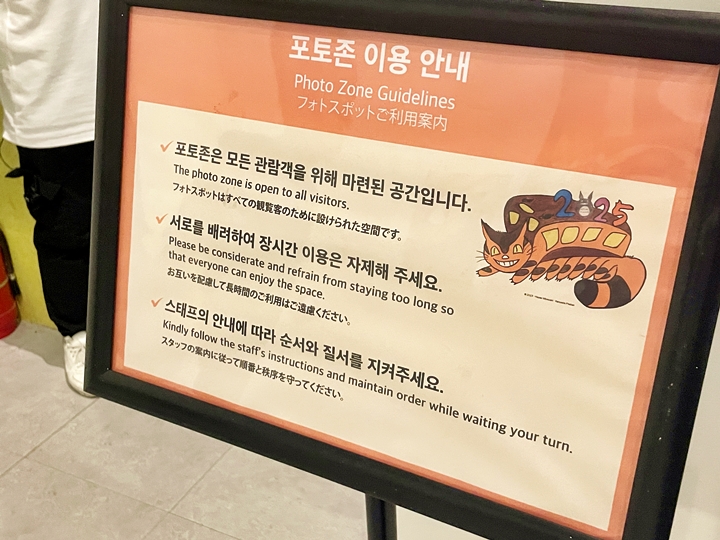 포토존 이용 안내
Photo Zone Guidelines
フォトスポットご利用案内
포토존은 모든 관람객을 위해 마련된 공간입니다.
The photo zone is open to all visitors.
フォトスポットはすべての観覧客のために設けられた空間です。
서로를 배려하여 장시간 이용은 자제해 주세요.
Please be considerate and refrain from staying too long so
that everyone can enjoy the space.
お互いを配慮して長時間のご利用はご遠慮ください。
스태프의 안내에 따라 순서와 질서를 지켜주세요.
Kindly follow the staff's instructions and maintain order while waiting your turn.
スタッフの案内に従って順番と秩序を守ってください。
2025